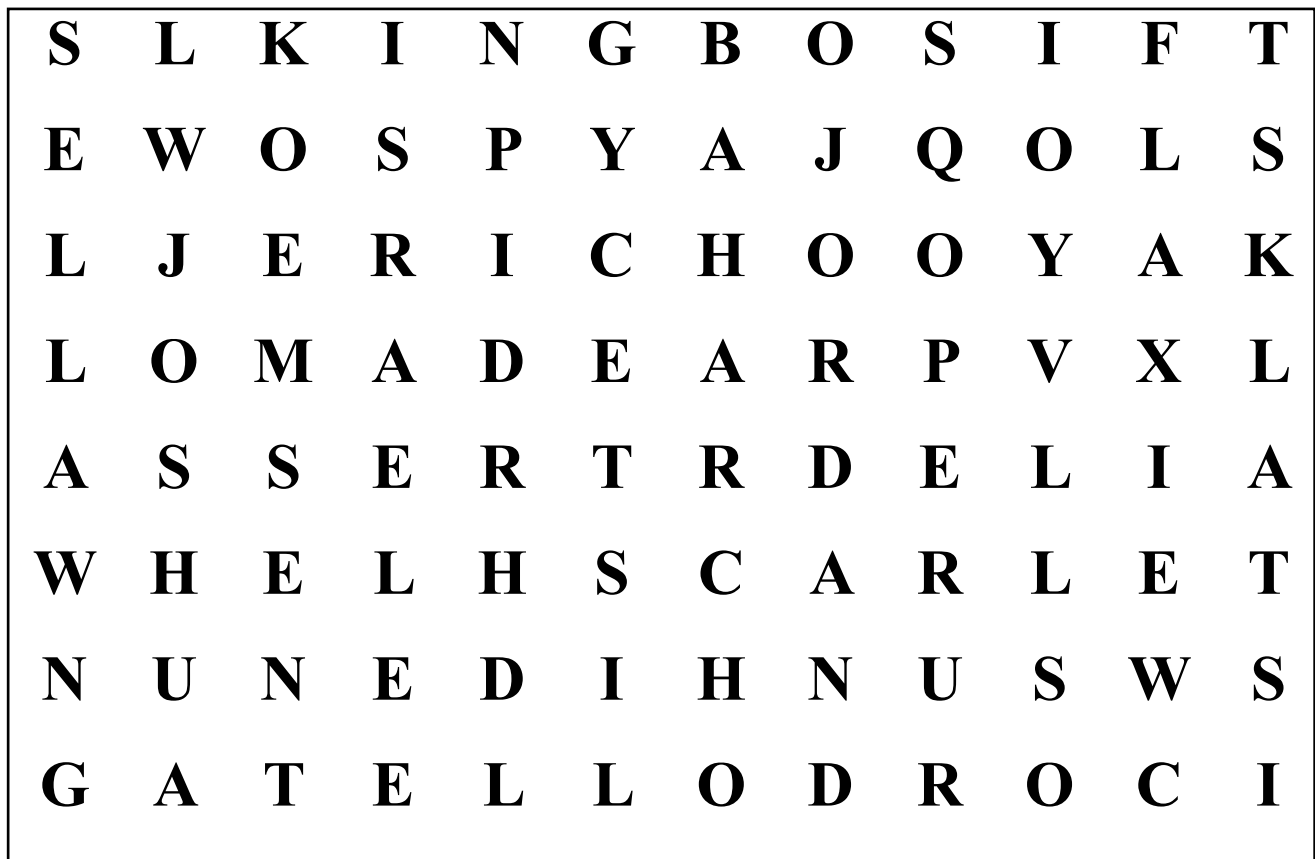 S L K I N G B O S I F T
E W O S P Y A J Q O L S
L J E R I C H O O Y A K
L O M A D E A R P V X L
A S S E R T R D E L I A
W H E L H S C A R L E T
N U N E D I H N U S W S
G A T E L L O D R O C I